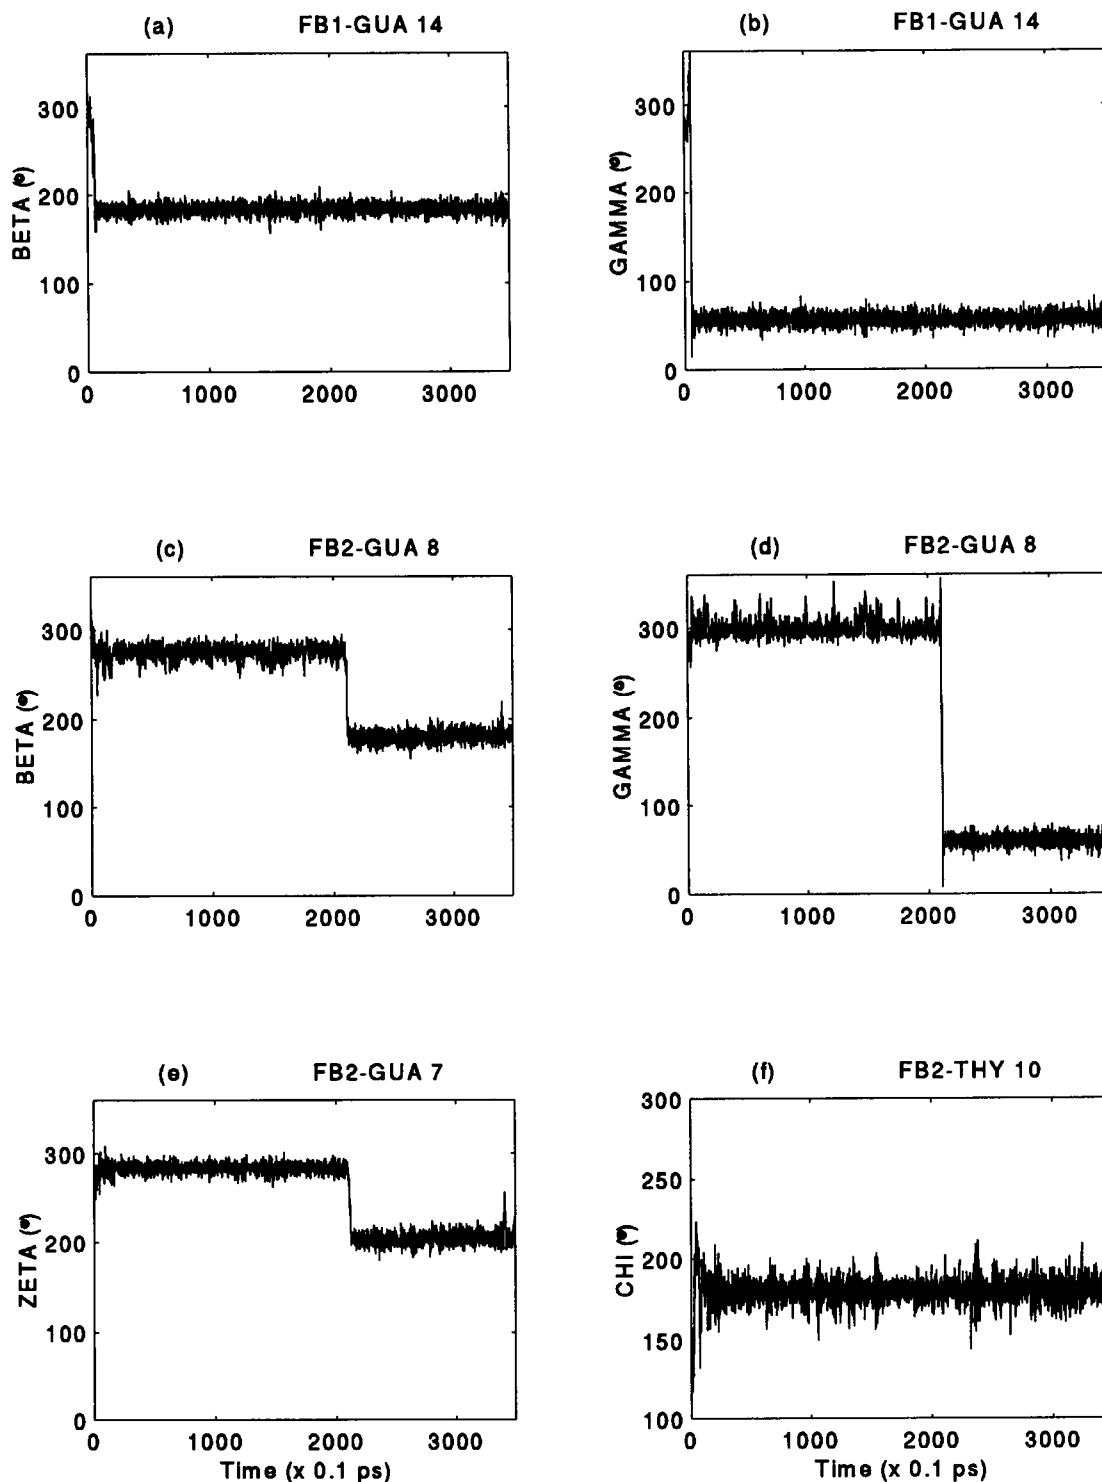 (a) FB1-GUA 14
300
200
100
0
BETA (º)
0 1000 2000 3000
(b) FB1-GUA 14
300
200
100
0
GAMMA (º)
0 1000 2000 3000
(c) FB2-GUA 8
300
200
100
0
BETA (º)
0 1000 2000 3000
(d) FB2-GUA 8
300
200
100
0
GAMMA (º)
0 1000 2000 3000
(e) FB2-GUA 7
300
200
100
0
ZETA (º)
0 1000 2000 3000
Time (x 0.1 ps)
(f) FB2-THY 10
300
250
200
150
100
CHI (º)
0 1000 2000 3000
Time (x 0.1 ps)